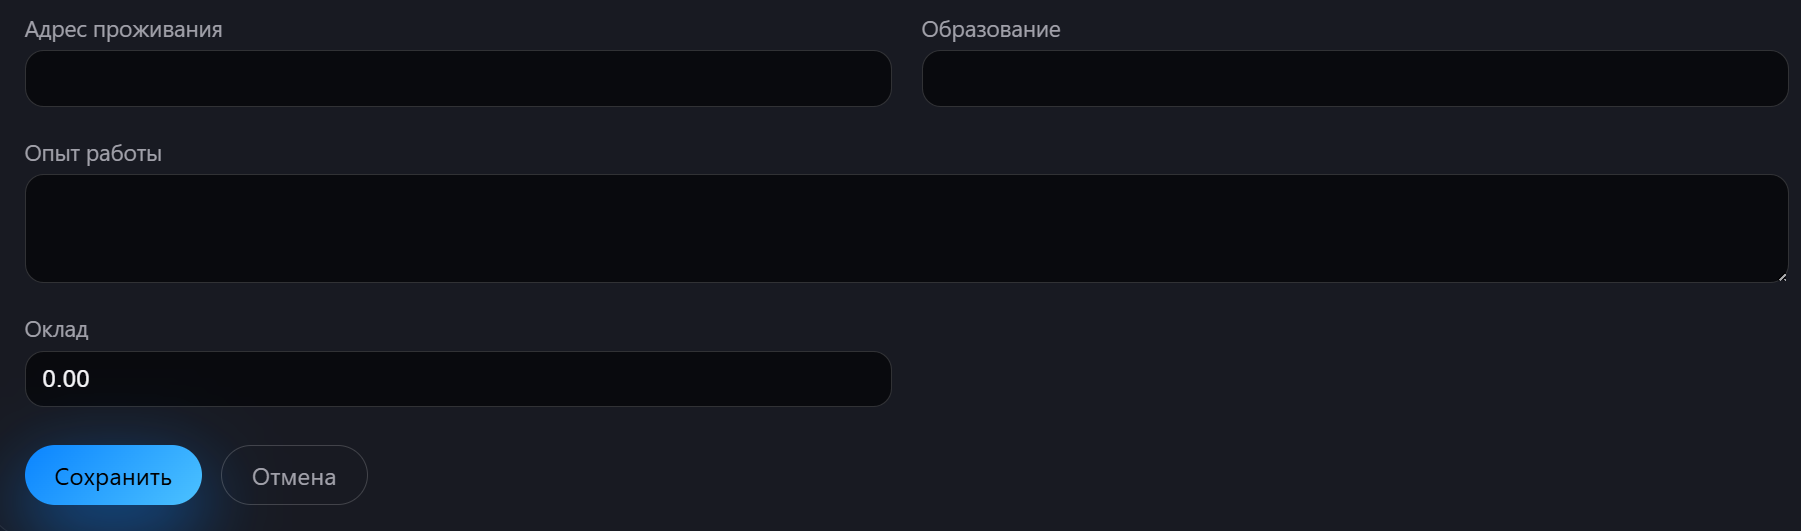 Адрес проживания Образование
Опыт работы
Оклад
0.00
Сохранить Отмена